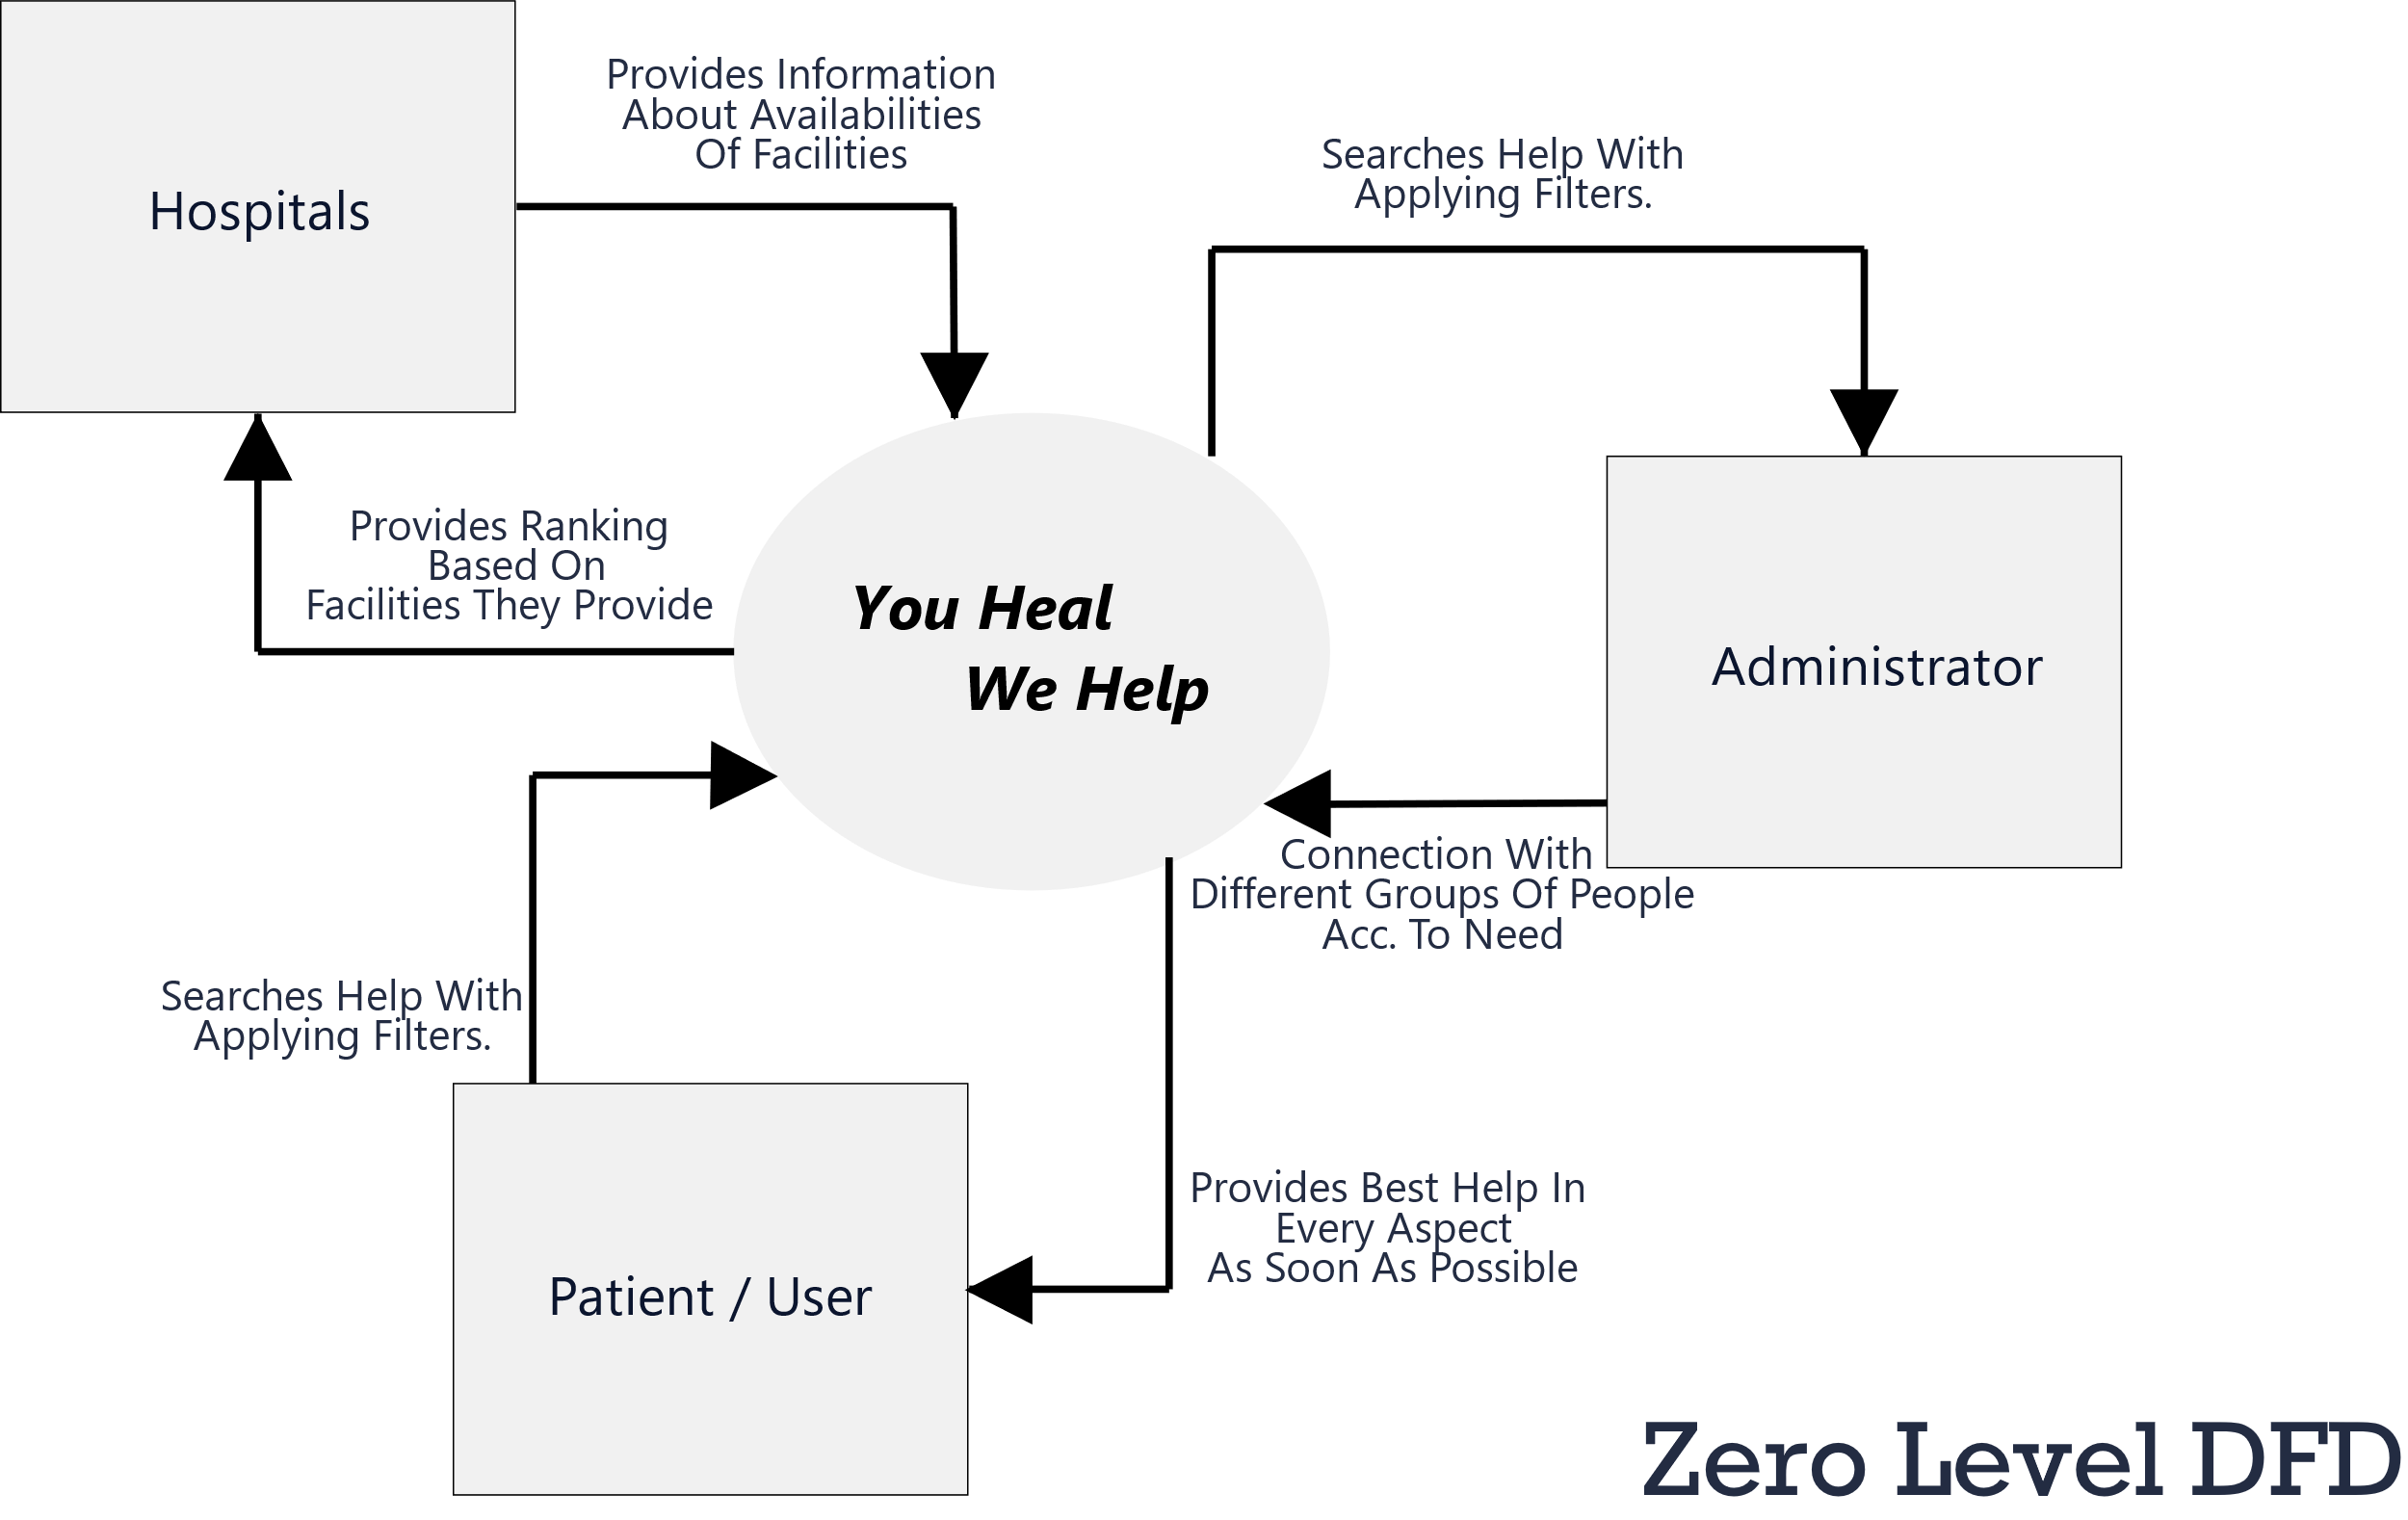 Provides Information
About Availabilities
Of Facilities
Searches Help With
Applying Filters.
Hospitals
Provides Ranking
Based On
Facilities They Provide
You Heal
We Help
Administrator
Connection With
Different Groups Of People
Acc. To Need
Searches Help With
Applying Filters.
Provides Best Help In
Every Aspect
As Soon As Possible
Patient / User
Zero Level DFD